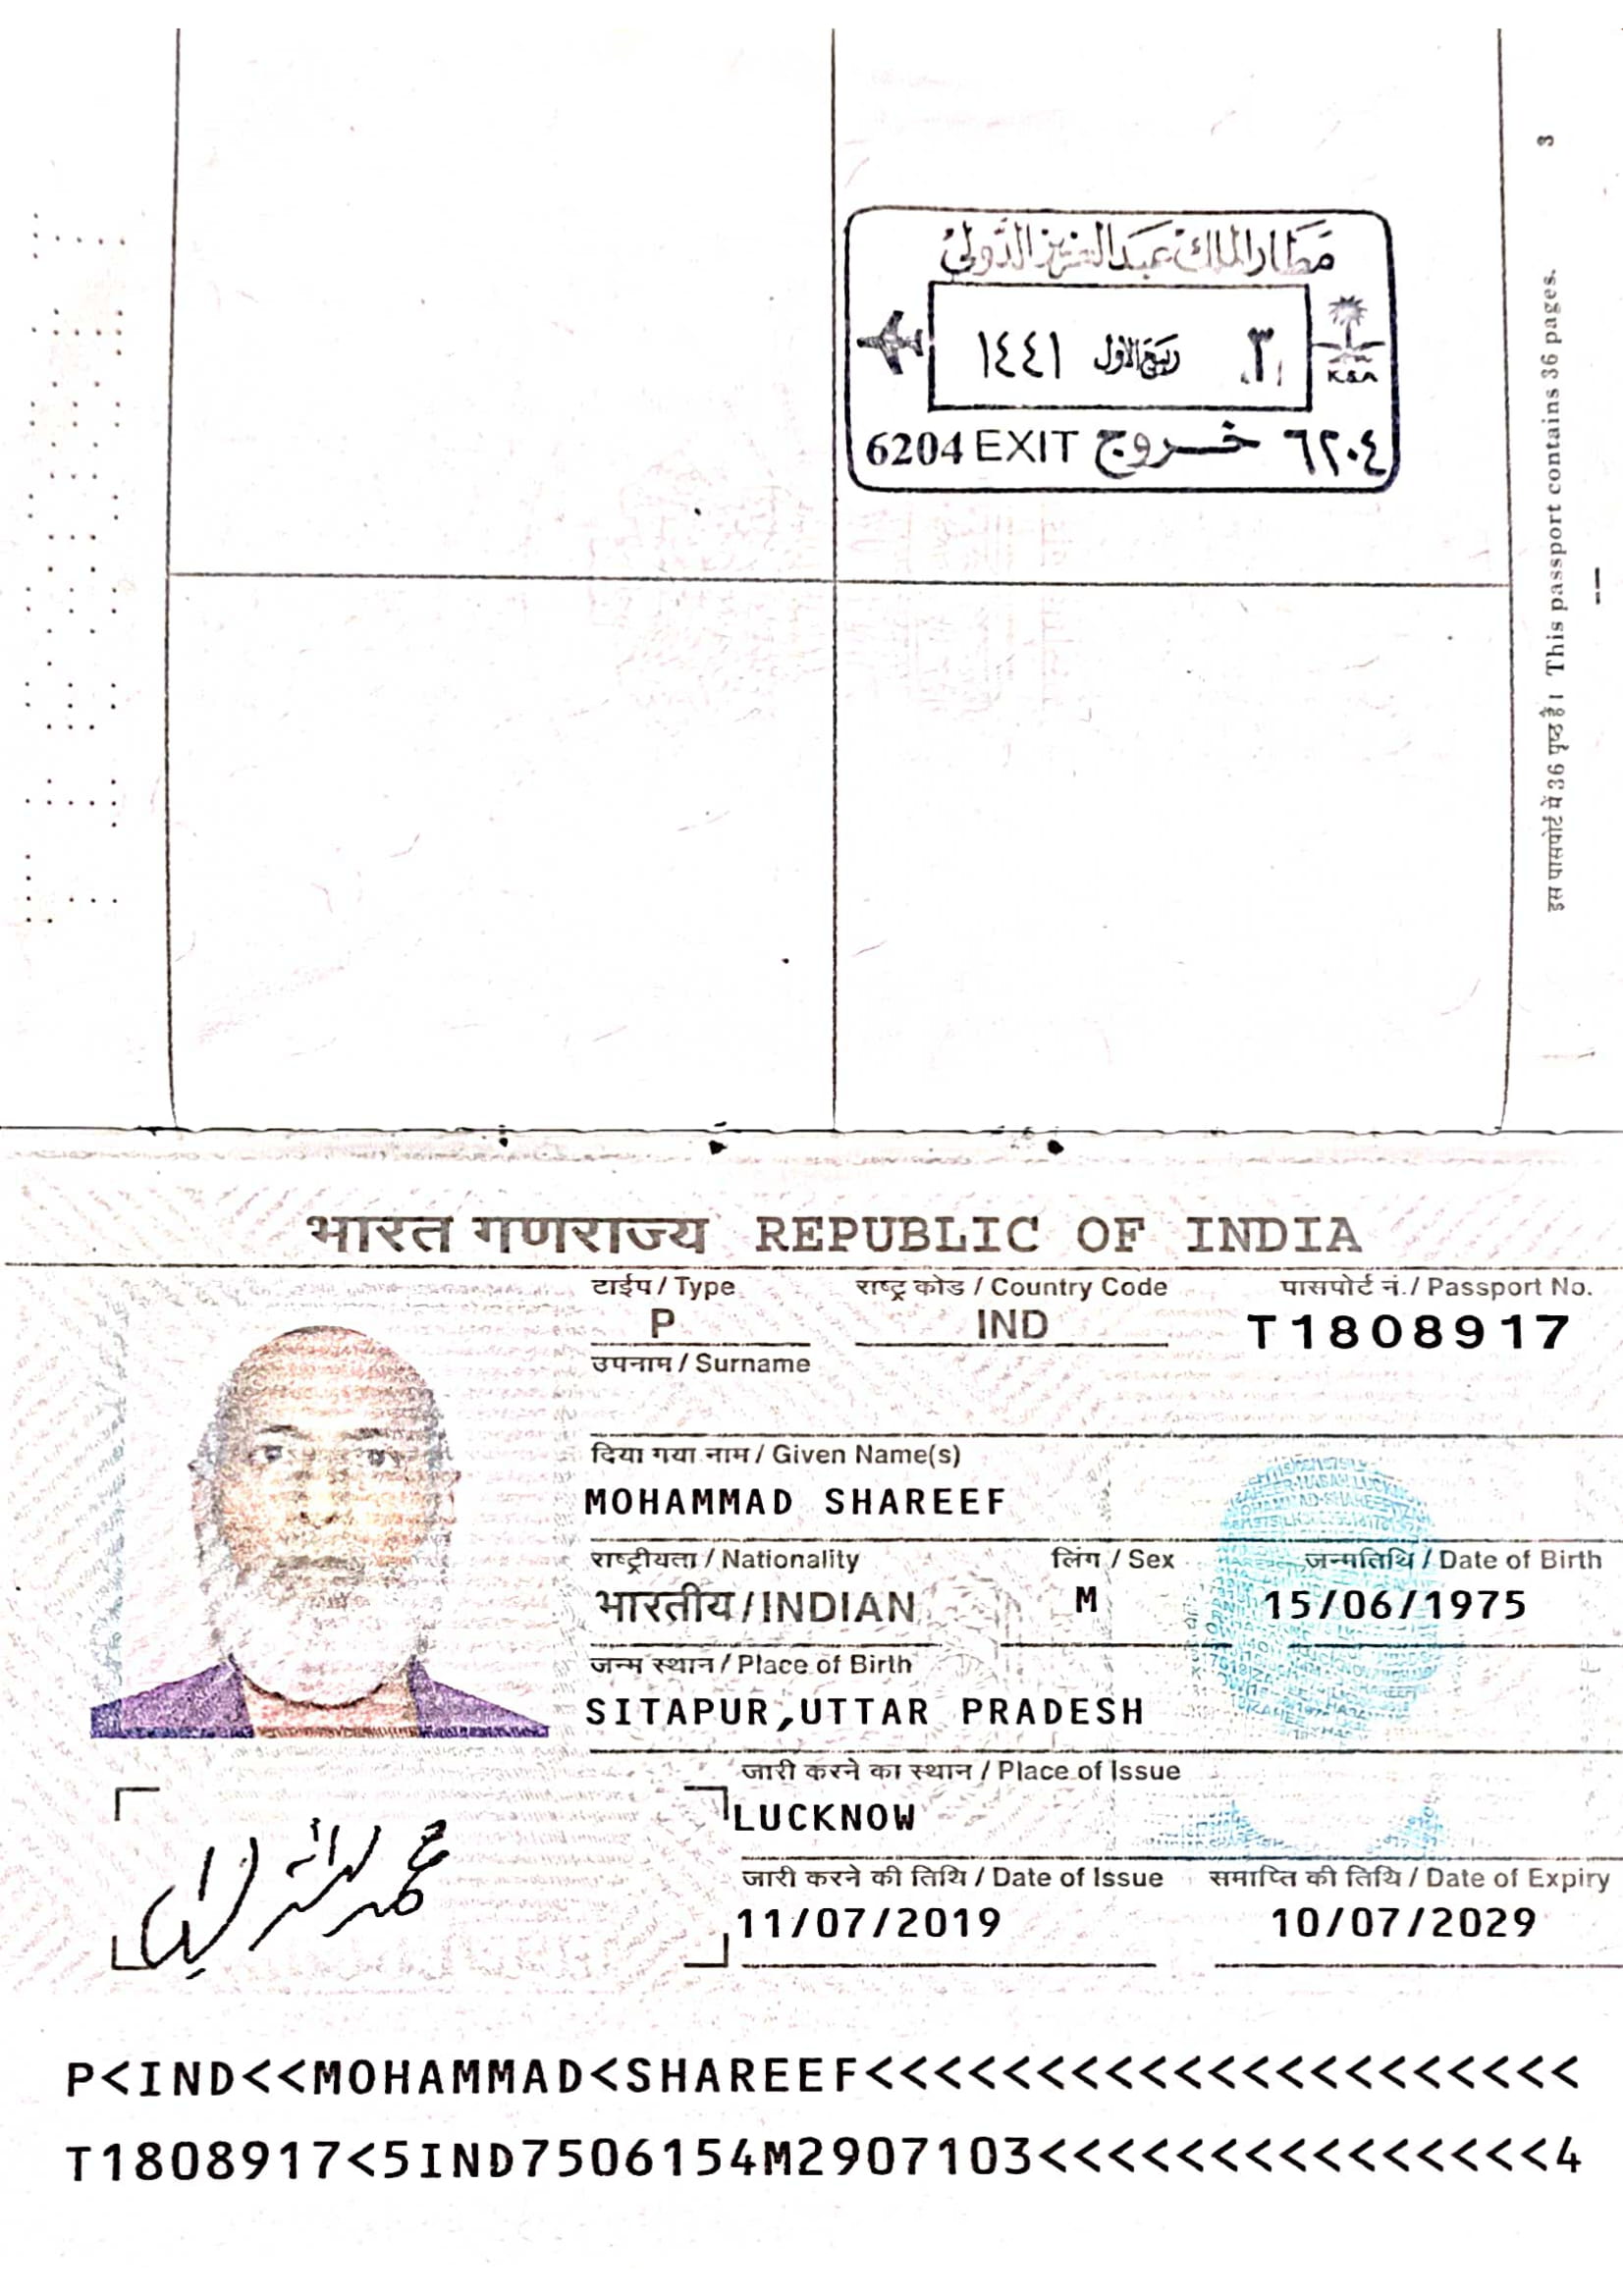 3
इस पासपोर्ट में 36 पृष्ठ है। This passport contains 36 pages.
مطار الملك عبد العزيز الدولي
٣ ربيع الأول ١٤٤١
K.S.A
6204 EXIT خروج ٦٢٠٤
भारत गणराज्य REPUBLIC OF INDIA
टाईप / Type राष्ट्र कोड / Country Code पासपोर्ट नं. / Passport No.
P IND T1808917
उपनाम / Surname
दिया गया नाम / Given Name(s)
MOHAMMAD SHAREEF
राष्ट्रीयता / Nationality लिंग / Sex जन्मतिथि / Date of Birth
भारतीय/INDIAN M 15/06/1975
जन्म स्थान / Place of Birth
SITAPUR,UTTAR PRADESH
जारी करने का स्थान / Place of Issue
LUCKNOW
जारी करने की तिथि / Date of Issue समाप्ति की तिथि / Date of Expiry
11/07/2019 10/07/2029
P<IND<<MOHAMMAD<SHAREEF<<<<<<<<<<<<<<<<<<<<<
T1808917<5IND7506154M2907103<<<<<<<<<<<<<<<4